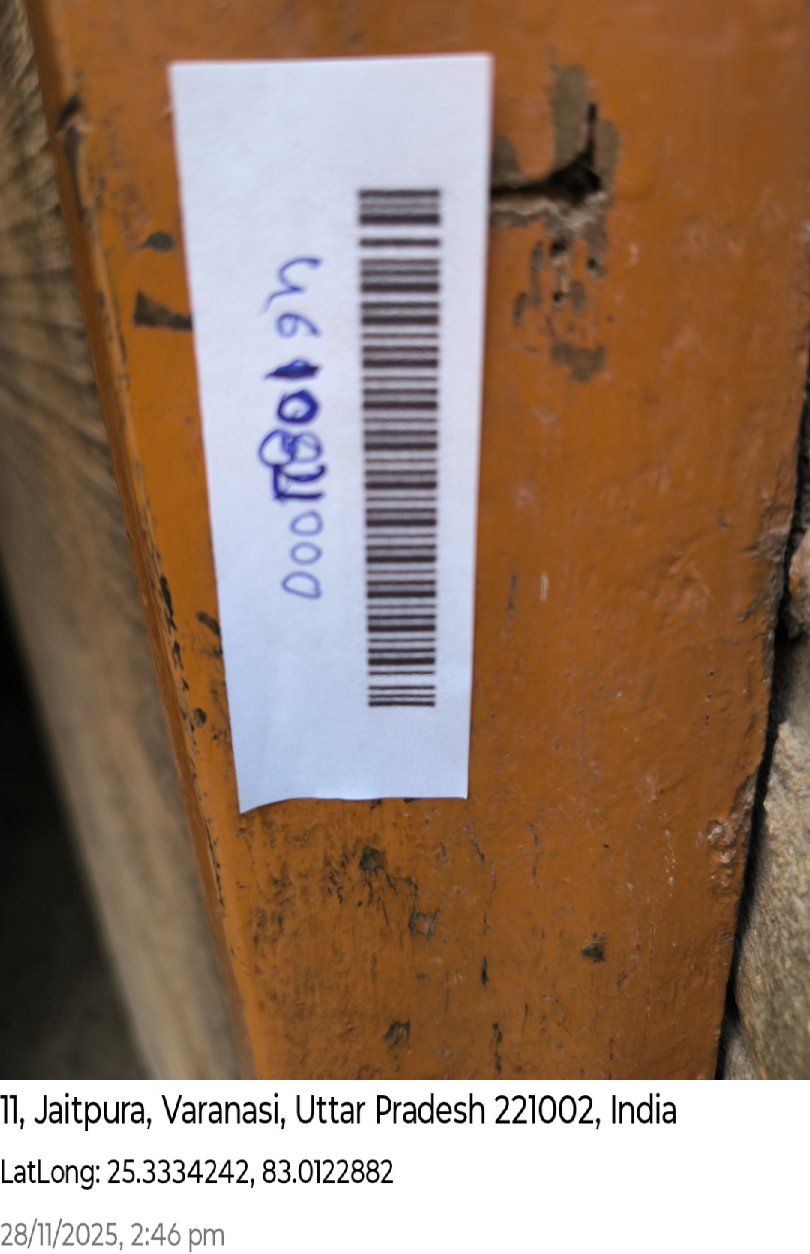 11, Jaitpura, Varanasi, Uttar Pradesh 221002, India
LatLong: 25.3334242, 83.0122882
28/11/2025, 2:46 pm